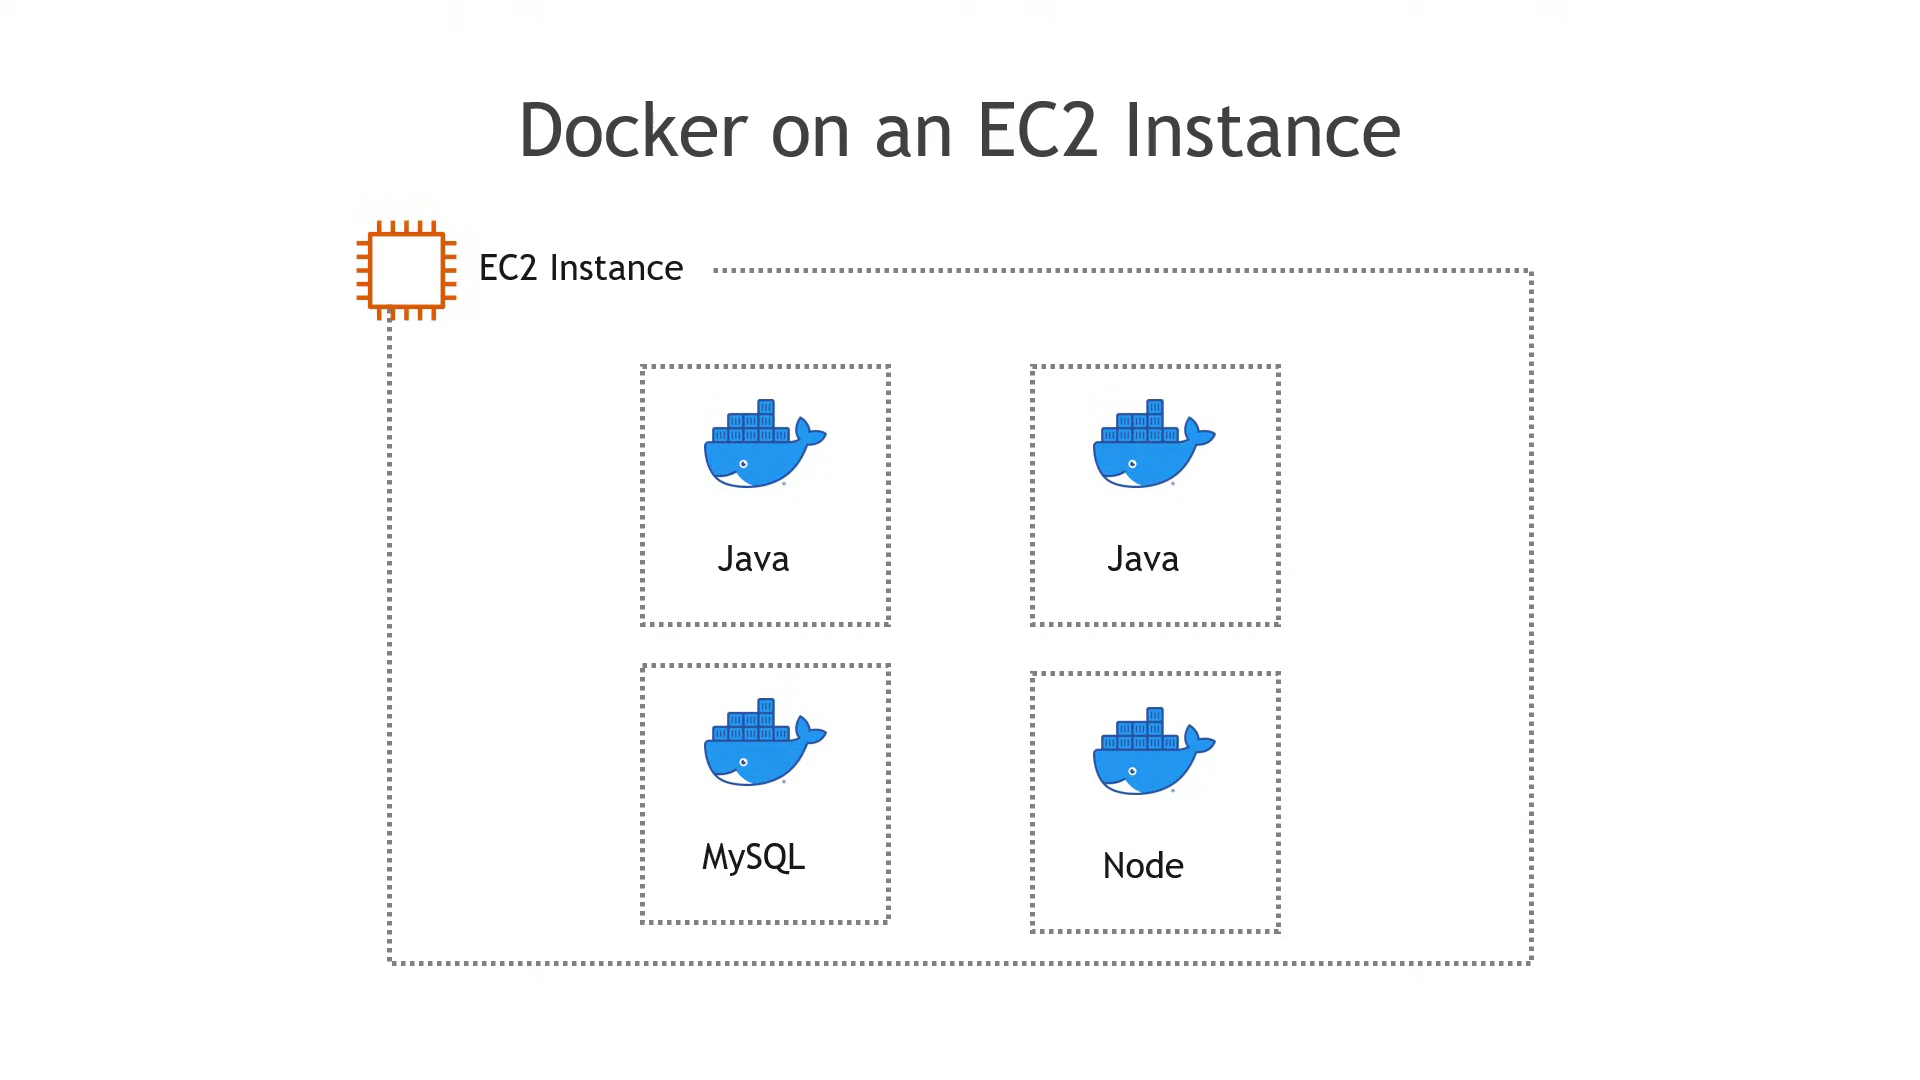 Docker on an EC2 Instance
EC2 Instance
Java
Java
MySQL
Node